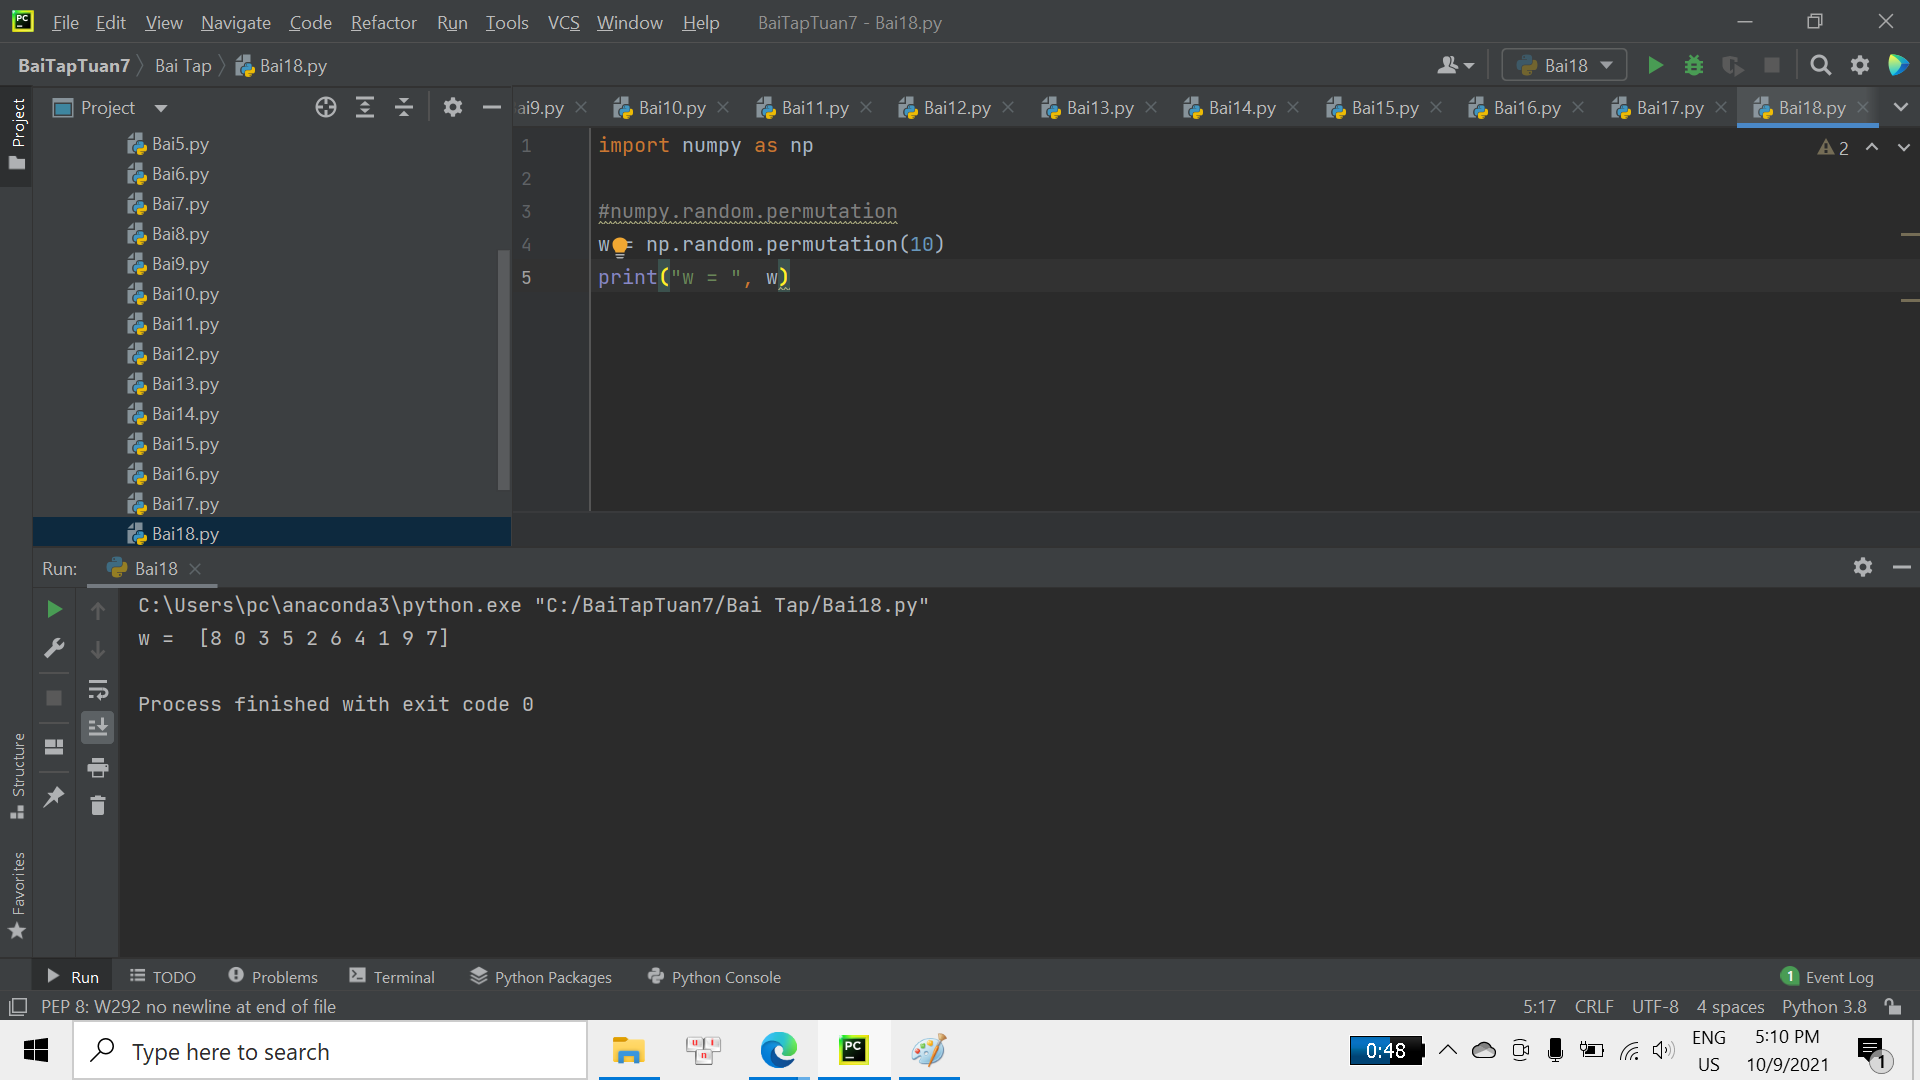 PC File Edit View Navigate Code Refactor Run Tools VCS Window Help BaiTapTuan7 - Bai18.py
BaiTapTuan7 Bai Tap Bai18.py Bai18
Project
Project
ai9.py Bai10.py Bai11.py Bai12.py Bai13.py Bai14.py Bai15.py Bai16.py Bai17.py Bai18.py
Bai5.py
Bai6.py
Bai7.py
Bai8.py
Bai9.py
Bai10.py
Bai11.py
Bai12.py
Bai13.py
Bai14.py
Bai15.py
Bai16.py
Bai17.py
Bai18.py
1 import numpy as np
2
3 #numpy.random.permutation
4 w = np.random.permutation(10)
5 print("w = ", w)
2
Run: Bai18
C:\Users\pc\anaconda3\python.exe "C:/BaiTapTuan7/Bai Tap/Bai18.py"
w =  [8 0 3 5 2 6 4 1 9 7]
Process finished with exit code 0
Structure
Favorites
Run TODO Problems Terminal Python Packages Python Console 1 Event Log
PEP 8: W292 no newline at end of file 5:17 CRLF UTF-8 4 spaces Python 3.8
Type here to search
u i n
PC
0:48
ENG
US
5:10 PM
10/9/2021
1